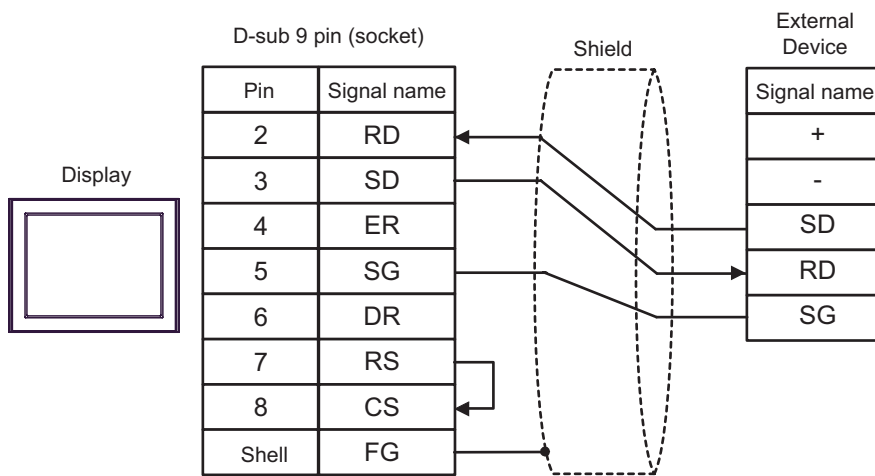 D-sub 9 pin (socket)
Shield
External
Device
Display
Pin Signal name
2 RD
3 SD
4 ER
5 SG
6 DR
7 RS
8 CS
Shell FG
Signal name
+
-
SD
RD
SG